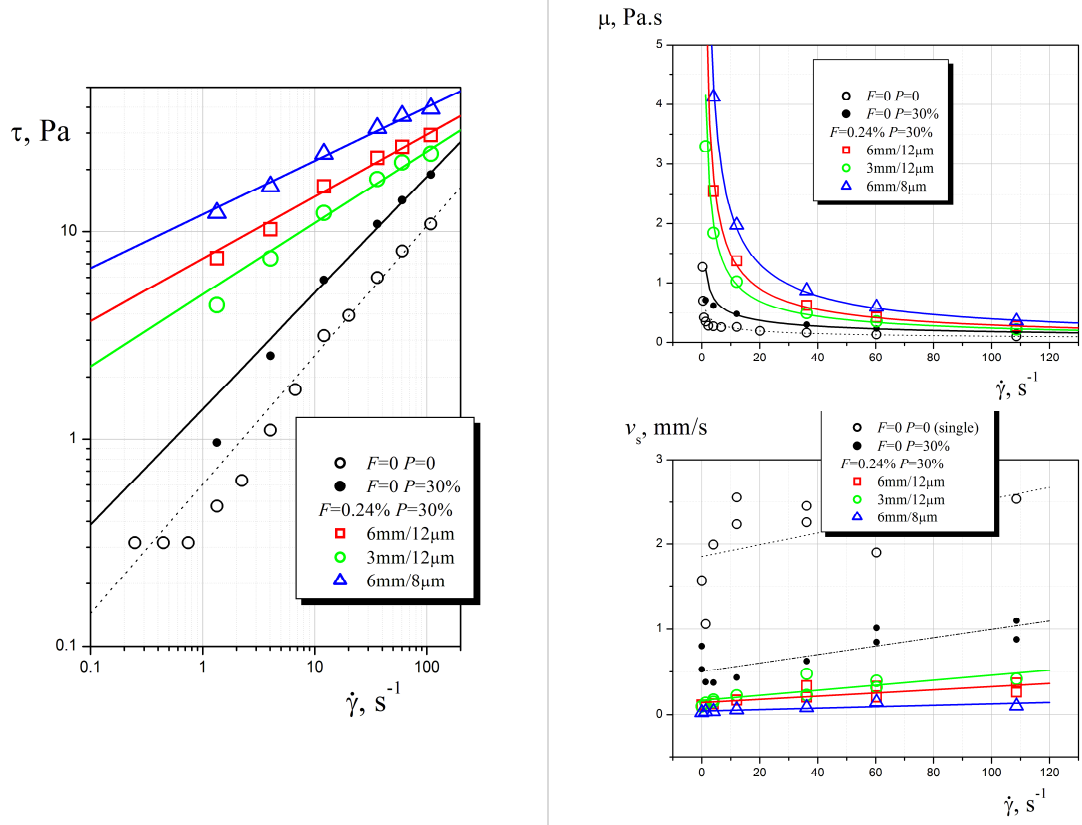 τ, Pa
10
1
0.1
0.1
1
10
100
γ̇, s⁻¹
F=0 P=0
F=0 P=30%
F=0.24% P=30%
6mm/12μm
3mm/12μm
6mm/8μm
μ, Pa.s
5
4
3
2
1
0
0
20
40
60
80
100
120
γ̇, s⁻¹
F=0 P=0
F=0 P=30%
F=0.24% P=30%
6mm/12μm
3mm/12μm
6mm/8μm
vₛ, mm/s
3
2
1
0
0
20
40
60
80
100
120
γ̇, s⁻¹
F=0 P=0 (single)
F=0 P=30%
F=0.24% P=30%
6mm/12μm
3mm/12μm
6mm/8μm